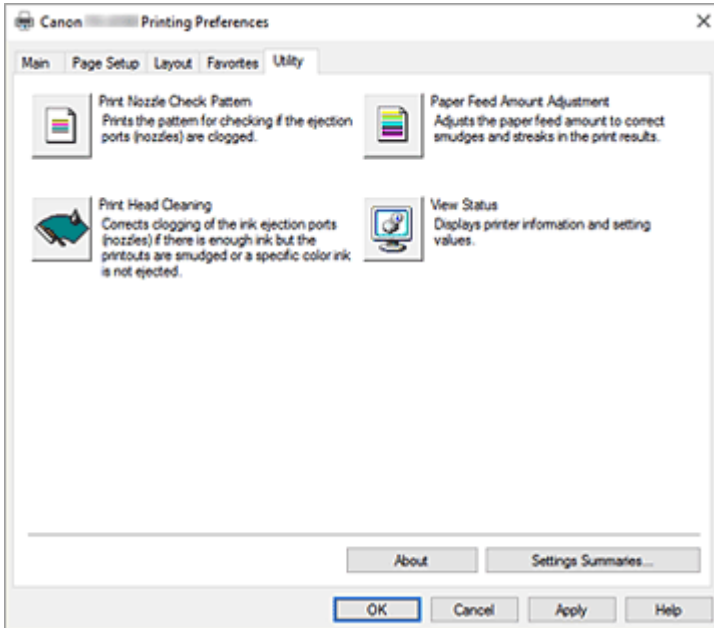 Canon Printing Preferences
Main Page Setup Layout Favorites Utility
Print Nozzle Check Pattern
Prints the pattern for checking if the ejection
ports (nozzles) are clogged.
Paper Feed Amount Adjustment
Adjusts the paper feed amount to correct
smudges and streaks in the print results.
Print Head Cleaning
Corrects clogging of the ink ejection ports
(nozzles) if there is enough ink but the
printouts are smudged or a specific color ink
is not ejected.
View Status
Displays printer information and setting
values.
About Settings Summaries...
OK Cancel Apply Help